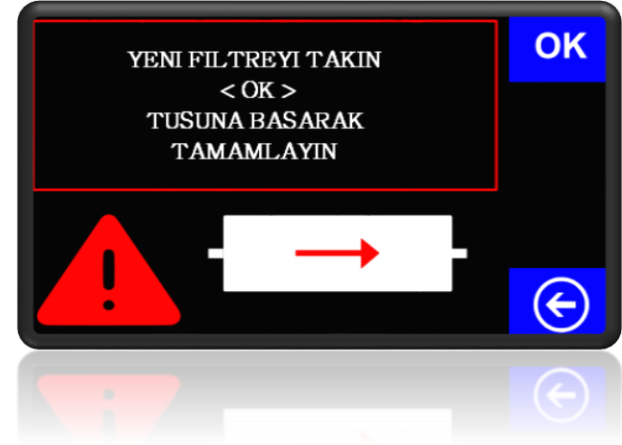 YENI FILTREYI TAKIN
< OK >
TUSUNA BASARAK
TAMAMLAYIN
OK